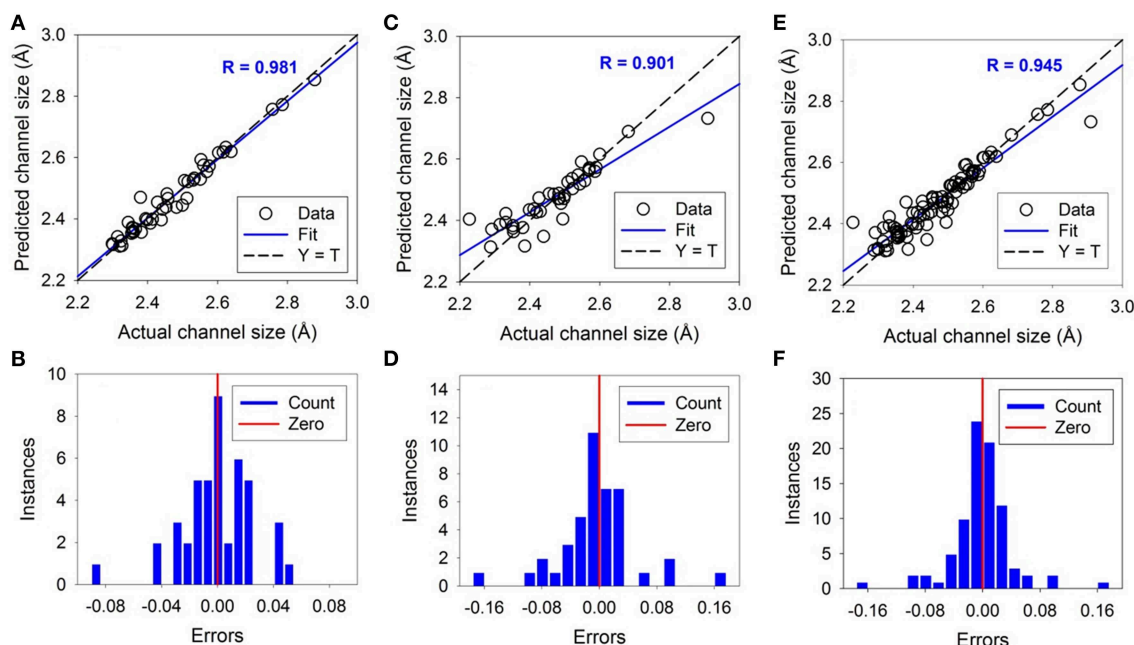 A
Predicted channel size (Å)
3.0
2.8
2.6
2.4
2.2
R = 0.981
Data
Fit
Y = T
2.2 2.4 2.6 2.8 3.0
Actual channel size (Å)
C
Predicted channel size (Å)
3.0
2.8
2.6
2.4
2.2
R = 0.901
Data
Fit
Y = T
2.2 2.4 2.6 2.8 3.0
Actual channel size (Å)
E
Predicted channel size (Å)
3.0
2.8
2.6
2.4
2.2
R = 0.945
Data
Fit
Y = T
2.2 2.4 2.6 2.8 3.0
Actual channel size (Å)
B
Instances
10
8
6
4
2
0
Count
Zero
-0.08 0.00 0.08
Errors
D
Instances
14
12
10
8
6
4
2
0
Count
Zero
-0.16 -0.08 0.00 0.08 0.16
Errors
F
Instances
30
25
20
15
10
5
0
Count
Zero
-0.16 -0.08 0.00 0.08 0.16
Errors